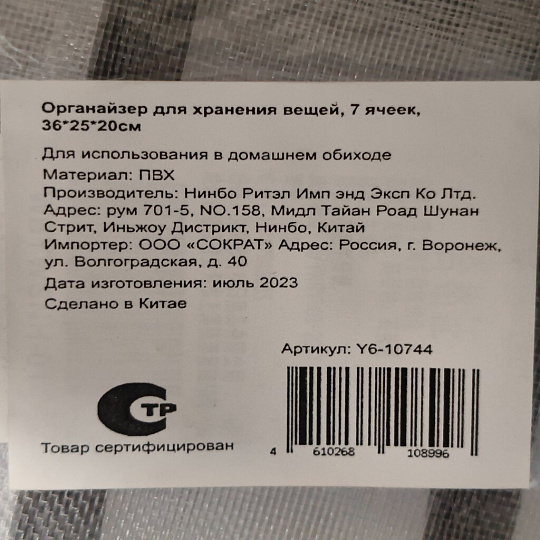 Органайзер для хранения вещей, 7 ячеек,
36*25*20см
Для использования в домашнем обиходе
Материал: ПВХ
Производитель: Нинбо Ритэл Имп энд Эксп Ко Лтд.
Адрес: рум 701-5, NO.158, Мидл Тайан Роад Шунан
Стрит, Иньжоу Дистрикт, Нинбо, Китай
Импортер: ООО «СОКРАТ» Адрес: Россия, г. Воронеж,
ул. Волгоградская, д. 40
Дата изготовления: июль 2023
Сделано в Китае
Артикул: Y6-10744
СТР
Товар сертифицирован
4 610268 108996